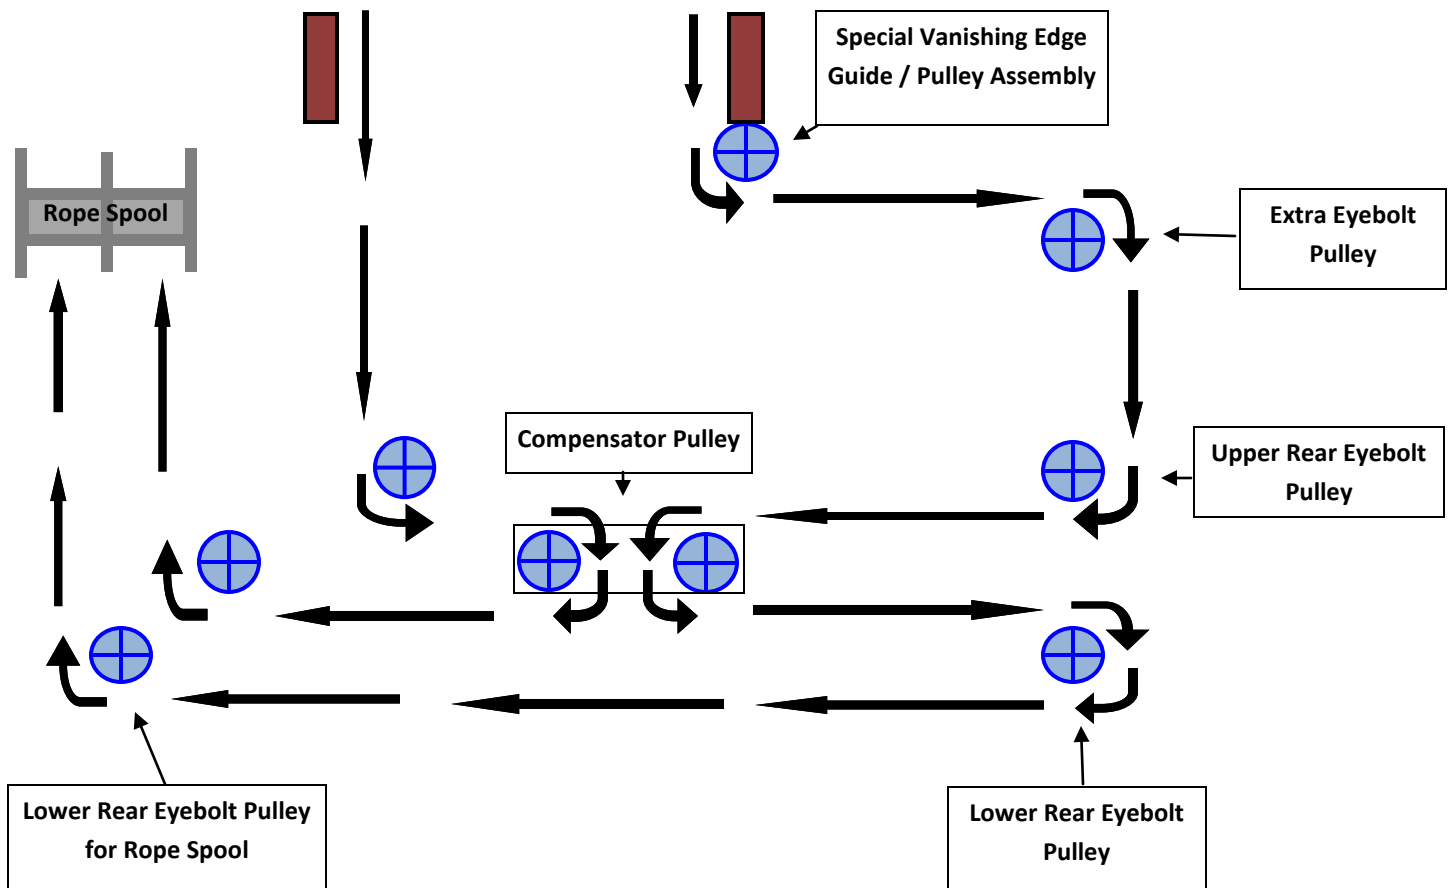 Special Vanishing Edge
Guide / Pulley Assembly
Rope Spool
Extra Eyebolt
Pulley
Compensator Pulley
Upper Rear Eyebolt
Pulley
Lower Rear Eyebolt Pulley
for Rope Spool
Lower Rear Eyebolt
Pulley